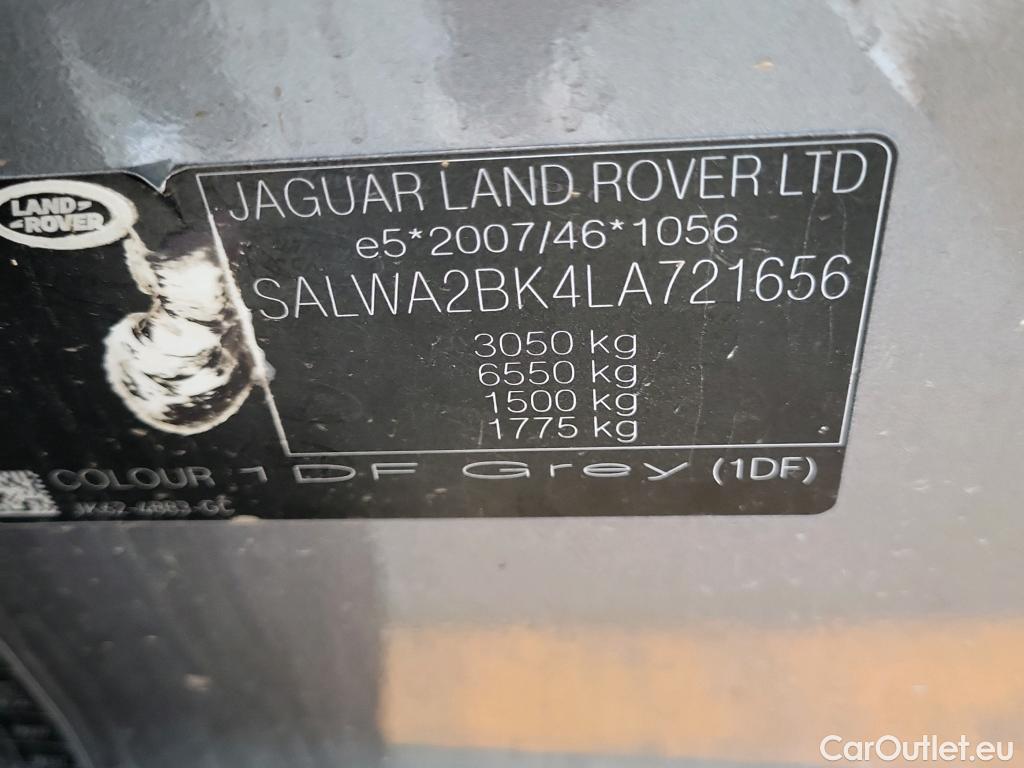 LAND-
-ROVER
JAGUAR LAND ROVER LTD
e5*2007/46*1056
SALWA2BK4LA721656
3050 kg
6550 kg
1500 kg
1775 kg
COLOUR 1DF Grey (1DF)
CarOutlet.eu